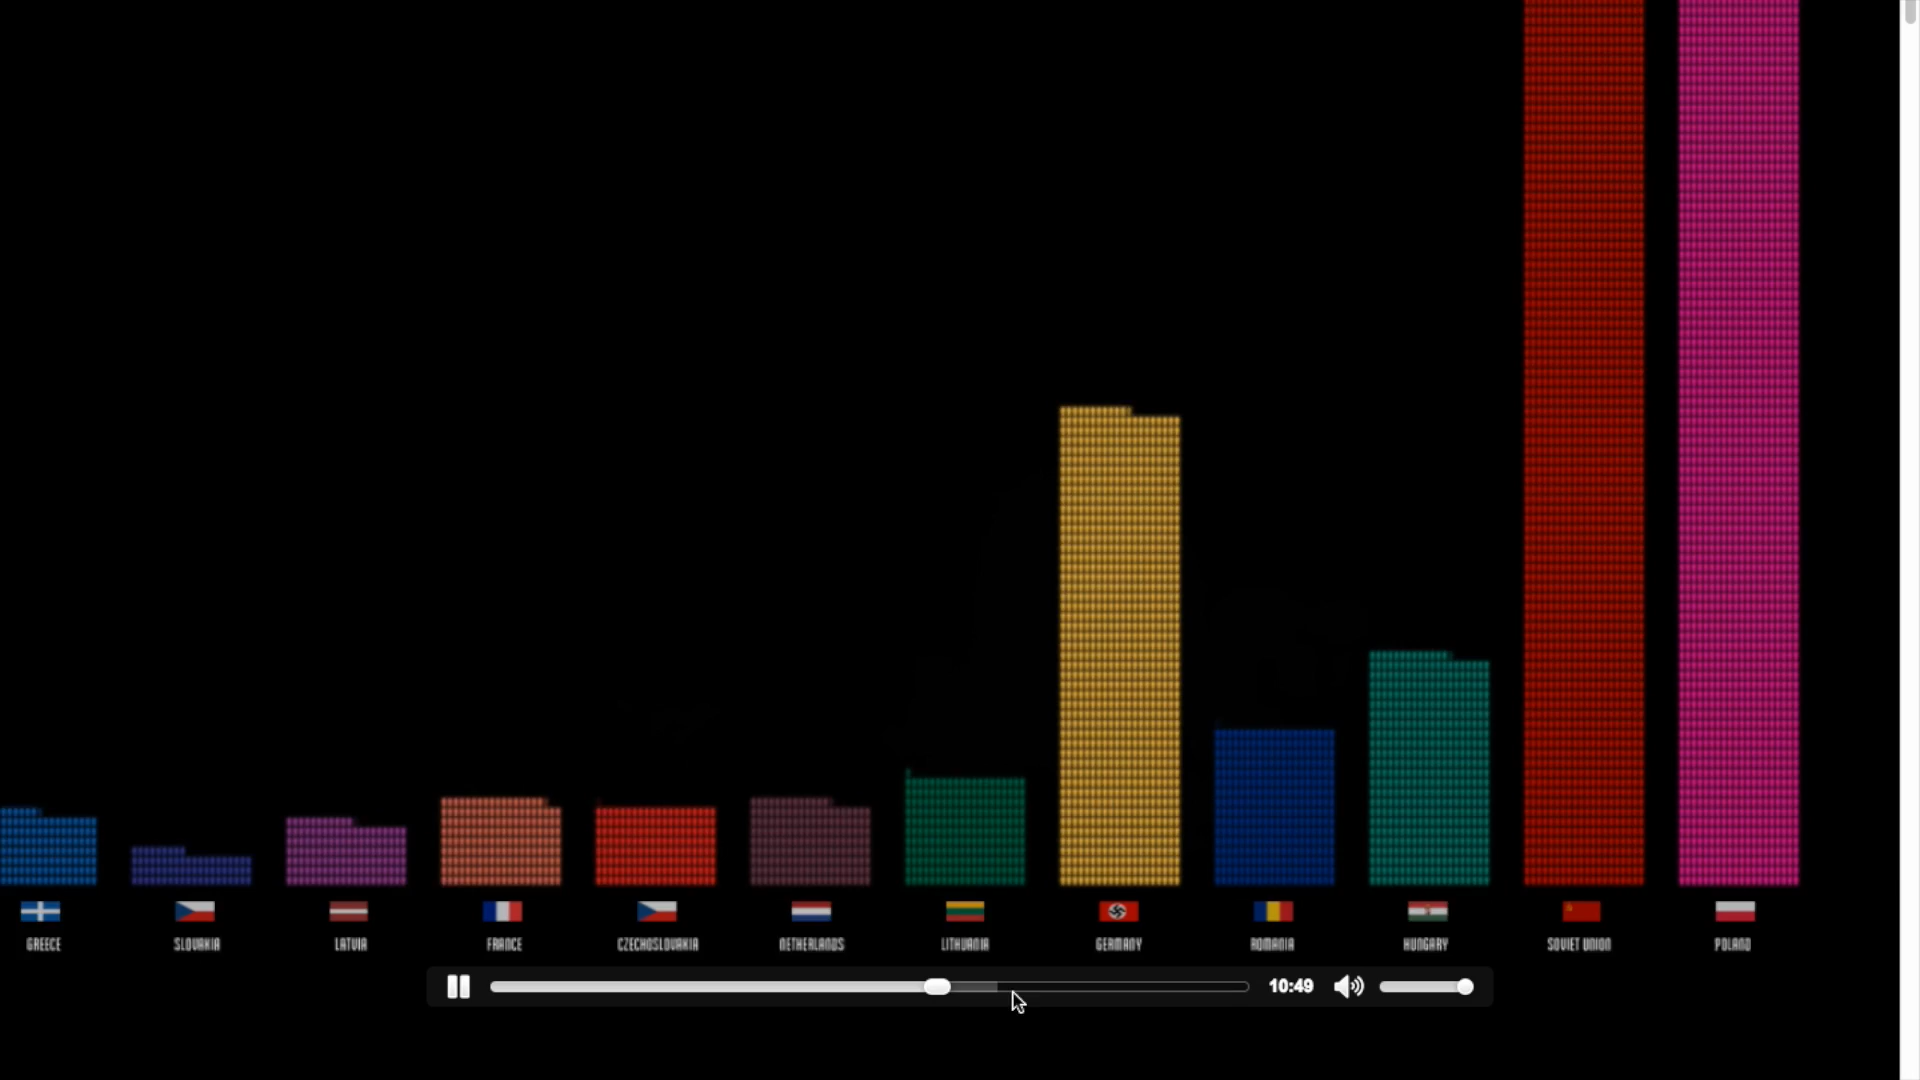 GREECE
SLOVAKIA
LATVIA
FRANCE
CZECHOSLOVAKIA
NETHERLANDS
LITHUANIA
GERMANY
ROMANIA
HUNGARY
SOVIET UNION
POLAND
10:49